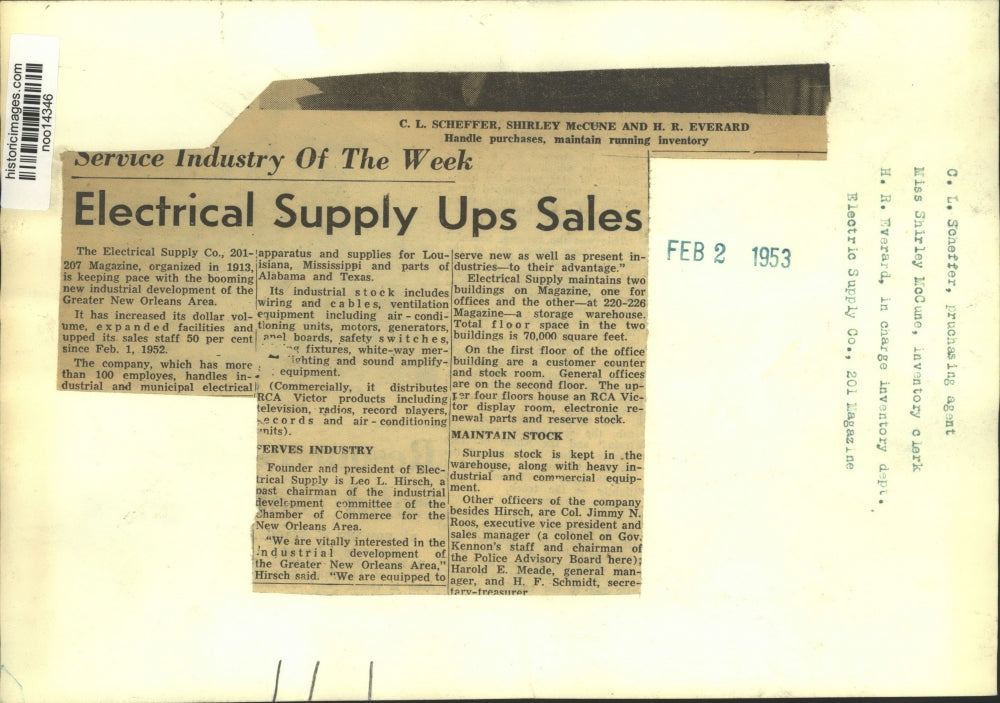 historicimages.com
noo14346
C. L. SCHEFFER, SHIRLEY McCUNE AND H. R. EVERARD
Handle purchases, maintain running inventory
Service Industry Of The Week
Electrical Supply Ups Sales
The Electrical Supply Co., 201-
207 Magazine, organized in 1913,
is keeping pace with the booming
new industrial development of the
Greater New Orleans Area.
It has increased its dollar vol-
ume, expanded facilities and
upped its sales staff 50 per cent
since Feb. 1, 1952.
The company, which has more
than 100 employes, handles in-
dustrial and municipal electrical
apparatus and supplies for Lou-
isiana, Mississippi and parts of
Alabama and Texas.
Its industrial stock includes
wiring and cables, ventilation
equipment including air-condi-
tioning units, motors, generators,
panel boards, safety switches,
fixtures, white-way mer-
lighting and sound amplify-
equipment.
(Commercially, it distributes
RCA Victor products including
television, radios, record players,
records and air-conditioning
units).
SERVES INDUSTRY
Founder and president of Elec-
trical Supply is Leo L. Hirsch, a
past chairman of the industrial
development committee of the
Chamber of Commerce for the
New Orleans Area.
"We are vitally interested in the
industrial development of
the Greater New Orleans Area,"
Hirsch said. "We are equipped to
serve new as well as present in-
dustries—to their advantage."
Electrical Supply maintains two
buildings on Magazine, one for
offices and the other—at 220-226
Magazine—a storage warehouse.
Total floor space in the two
buildings is 70,000 square feet.
On the first floor of the office
building are a customer counter
and stock room. General offices
are on the second floor. The up-
per four floors house an RCA Vic-
tor display room, electronic re-
newal parts and reserve stock.
MAINTAIN STOCK
Surplus stock is kept in the
warehouse, along with heavy in-
dustrial and commercial equip-
ment.
Other officers of the company
besides Hirsch, are Col. Jimmy N.
Roos, executive vice president and
sales manager (a colonel on Gov.
Kennon's staff and chairman of
the Police Advisory Board here);
Harold E. Meade, general man-
ager, and H. F. Schmidt, secre-
tary-treasurer
FEB 2 1953
C. L. Scheffer, pruchasing agent
Miss Shirley McCune, inventory clerk
H. R. Everard, in charge inventory dept.
Electric Supply Co., 201 Magazine